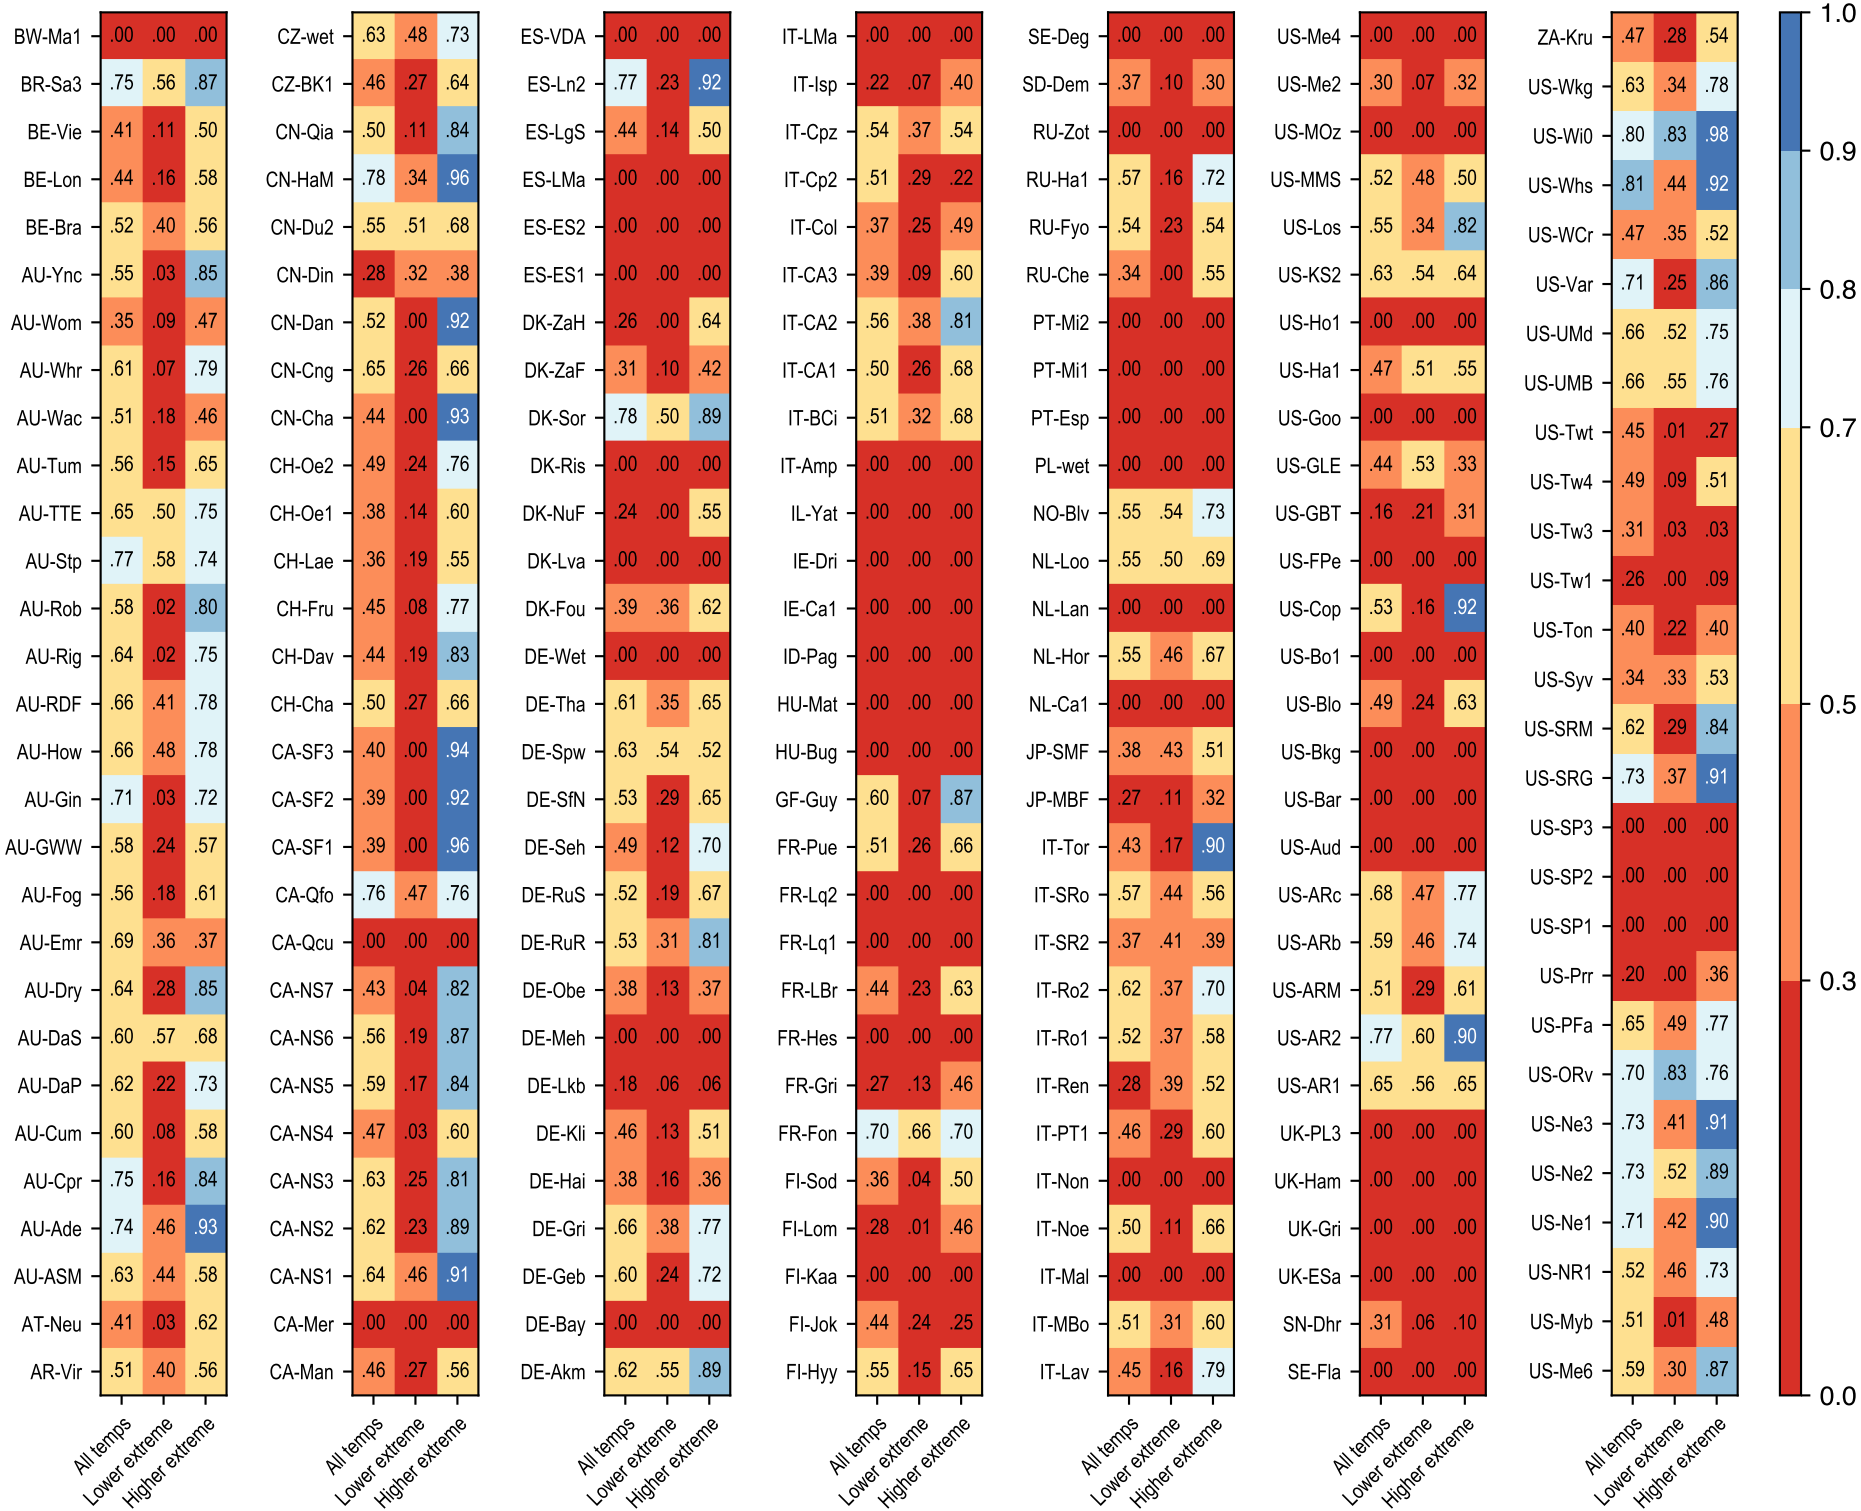 BW-Ma1 .00 .00 .00
BR-Sa3 .75 .56 .87
BE-Vie .41 .11 .50
BE-Lon .44 .16 .58
BE-Bra .52 .40 .56
AU-Ync .55 .03 .85
AU-Wom .35 .09 .47
AU-Whr .61 .07 .79
AU-Wac .51 .18 .46
AU-Tum .56 .15 .65
AU-TTE .65 .50 .75
AU-Stp .77 .58 .74
AU-Rob .58 .02 .80
AU-Rig .64 .02 .75
AU-RDF .66 .41 .78
AU-How .66 .48 .78
AU-Gin .71 .03 .72
AU-GWW .58 .24 .57
AU-Fog .56 .18 .61
AU-Emr .69 .36 .37
AU-Dry .64 .28 .85
AU-DaS .60 .57 .68
AU-DaP .62 .22 .73
AU-Cum .60 .08 .58
AU-Cpr .75 .16 .84
AU-Ade .74 .46 .93
AU-ASM .63 .44 .58
AT-Neu .41 .03 .62
AR-Vir .51 .40 .56
All temps Lower extreme Higher extreme
CZ-wet .63 .48 .73
CZ-BK1 .46 .27 .64
CN-Qia .50 .11 .84
CN-HaM .78 .34 .96
CN-Du2 .55 .51 .68
CN-Din .28 .32 .38
CN-Dan .52 .00 .92
CN-Cng .65 .26 .66
CN-Cha .44 .00 .93
CH-Oe2 .49 .24 .76
CH-Oe1 .38 .14 .60
CH-Lae .36 .19 .55
CH-Fru .45 .08 .77
CH-Dav .44 .19 .83
CH-Cha .50 .27 .66
CA-SF3 .40 .00 .94
CA-SF2 .39 .00 .92
CA-SF1 .39 .00 .96
CA-Qfo .76 .47 .76
CA-Qcu .00 .00 .00
CA-NS7 .43 .04 .82
CA-NS6 .56 .19 .87
CA-NS5 .59 .17 .84
CA-NS4 .47 .03 .60
CA-NS3 .63 .25 .81
CA-NS2 .62 .23 .89
CA-NS1 .64 .46 .91
CA-Mer .00 .00 .00
CA-Man .46 .27 .56
All temps Lower extreme Higher extreme
ES-VDA .00 .00 .00
ES-Ln2 .77 .23 .92
ES-LgS .44 .14 .50
ES-LMa .00 .00 .00
ES-ES2 .00 .00 .00
ES-ES1 .00 .00 .00
DK-ZaH .26 .00 .64
DK-ZaF .31 .10 .42
DK-Sor .78 .50 .89
DK-Ris .00 .00 .00
DK-NuF .24 .00 .55
DK-Lva .00 .00 .00
DK-Fou .39 .36 .62
DE-Wet .00 .00 .00
DE-Tha .61 .35 .65
DE-Spw .63 .54 .52
DE-SfN .53 .29 .65
DE-Seh .49 .12 .70
DE-RuS .52 .19 .67
DE-RuR .53 .31 .81
DE-Obe .38 .13 .37
DE-Meh .00 .00 .00
DE-Lkb .18 .06 .06
DE-Kli .46 .13 .51
DE-Hai .38 .16 .36
DE-Gri .66 .38 .77
DE-Geb .60 .24 .72
DE-Bay .00 .00 .00
DE-Akm .62 .55 .89
All temps Lower extreme Higher extreme
IT-LMa .00 .00 .00
IT-Isp .22 .07 .40
IT-Cpz .54 .37 .54
IT-Cp2 .51 .29 .22
IT-Col .37 .25 .49
IT-CA3 .39 .09 .60
IT-CA2 .56 .38 .81
IT-CA1 .50 .26 .68
IT-BCi .51 .32 .68
IT-Amp .00 .00 .00
IL-Yat .00 .00 .00
IE-Dri .00 .00 .00
IE-Ca1 .00 .00 .00
ID-Pag .00 .00 .00
HU-Mat .00 .00 .00
HU-Bug .00 .00 .00
GF-Guy .60 .07 .87
FR-Pue .51 .26 .66
FR-Lq2 .00 .00 .00
FR-Lq1 .00 .00 .00
FR-LBr .44 .23 .63
FR-Hes .00 .00 .00
FR-Gri .27 .13 .46
FR-Fon .70 .66 .70
FI-Sod .36 .04 .50
FI-Lom .28 .01 .46
FI-Kaa .00 .00 .00
FI-Jok .44 .24 .25
FI-Hyy .55 .15 .65
All temps Lower extreme Higher extreme
SE-Deg .00 .00 .00
SD-Dem .37 .10 .30
RU-Zot .00 .00 .00
RU-Ha1 .57 .16 .72
RU-Fyo .54 .23 .54
RU-Che .34 .00 .55
PT-Mi2 .00 .00 .00
PT-Mi1 .00 .00 .00
PT-Esp .00 .00 .00
PL-wet .00 .00 .00
NO-Blv .55 .54 .73
NL-Loo .55 .50 .69
NL-Lan .00 .00 .00
NL-Hor .55 .46 .67
NL-Ca1 .00 .00 .00
JP-SMF .38 .43 .51
JP-MBF .27 .11 .32
IT-Tor .43 .17 .90
IT-SRo .57 .44 .56
IT-SR2 .37 .41 .39
IT-Ro2 .62 .37 .70
IT-Ro1 .52 .37 .58
IT-Ren .28 .39 .52
IT-PT1 .46 .29 .60
IT-Non .00 .00 .00
IT-Noe .50 .11 .66
IT-Mal .00 .00 .00
IT-MBo .51 .31 .60
IT-Lav .45 .16 .79
All temps Lower extreme Higher extreme
US-Me4 .00 .00 .00
US-Me2 .30 .07 .32
US-MOz .00 .00 .00
US-MMS .52 .48 .50
US-Los .55 .34 .82
US-KS2 .63 .54 .64
US-Ho1 .00 .00 .00
US-Ha1 .47 .51 .55
US-Goo .00 .00 .00
US-GLE .44 .53 .33
US-GBT .16 .21 .31
US-FPe .00 .00 .00
US-Cop .53 .16 .92
US-Bo1 .00 .00 .00
US-Blo .49 .24 .63
US-Bkg .00 .00 .00
US-Bar .00 .00 .00
US-Aud .00 .00 .00
US-ARc .68 .47 .77
US-ARb .59 .46 .74
US-ARM .51 .29 .61
US-AR2 .77 .60 .90
US-AR1 .65 .56 .65
UK-PL3 .00 .00 .00
UK-Ham .00 .00 .00
UK-Gri .00 .00 .00
UK-ESa .00 .00 .00
SN-Dhr .31 .06 .10
SE-Fla .00 .00 .00
All temps Lower extreme Higher extreme
ZA-Kru .47 .28 .54
US-Wkg .63 .34 .78
US-Wi0 .80 .83 .98
US-Whs .81 .44 .92
US-WCr .47 .35 .52
US-Var .71 .25 .86
US-UMd .66 .52 .75
US-UMB .66 .55 .76
US-Twt .45 .01 .27
US-Tw4 .49 .09 .51
US-Tw3 .31 .03 .03
US-Tw1 .26 .00 .09
US-Ton .40 .22 .40
US-Syv .34 .33 .53
US-SRM .62 .29 .84
US-SRG .73 .37 .91
US-SP3 .00 .00 .00
US-SP2 .00 .00 .00
US-SP1 .00 .00 .00
US-Prr .20 .00 .36
US-PFa .65 .49 .77
US-ORv .70 .83 .76
US-Ne3 .73 .41 .91
US-Ne2 .73 .52 .89
US-Ne1 .71 .42 .90
US-NR1 .52 .46 .73
US-Myb .51 .01 .48
US-Me6 .59 .30 .87
All temps Lower extreme Higher extreme
1.0
0.9
0.8
0.7
0.5
0.3
0.0